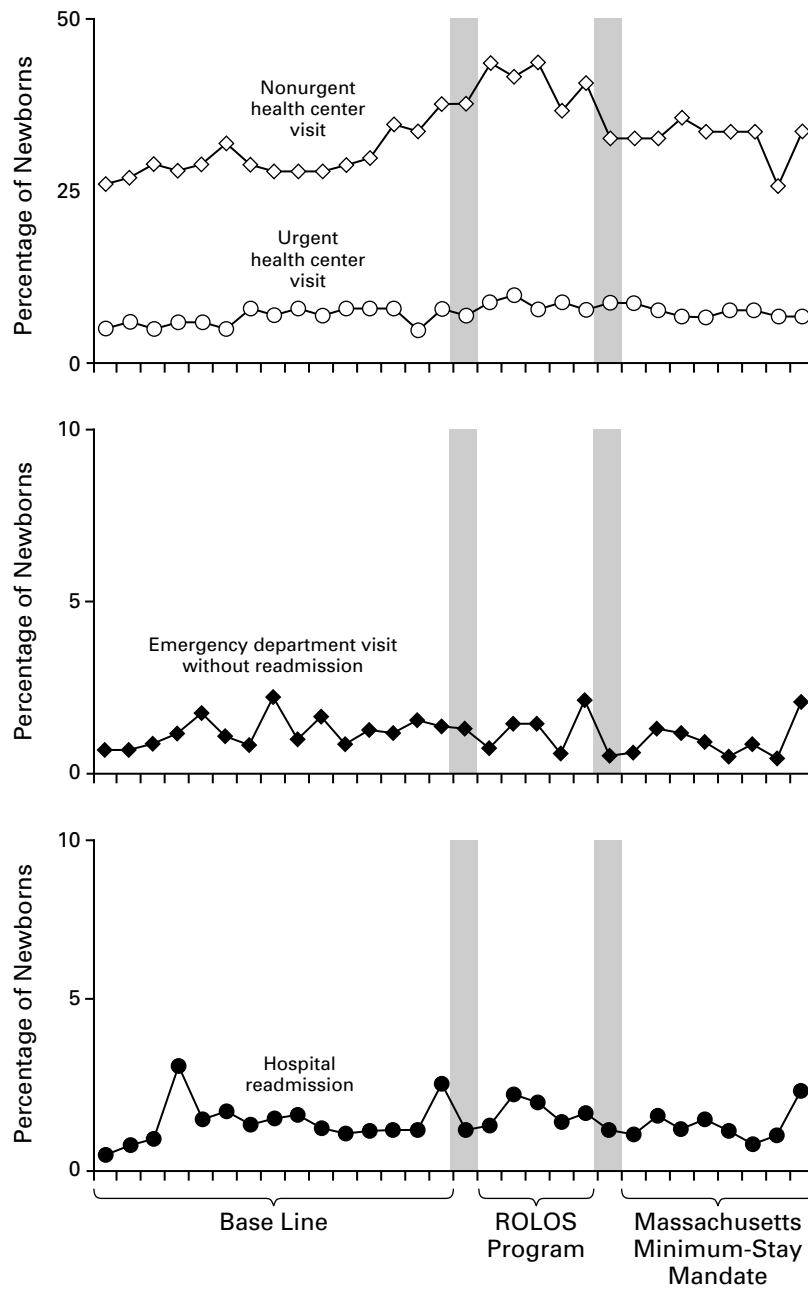 Percentage of Newborns
50
25
0
Nonurgent
health center
visit
Urgent
health center
visit
Percentage of Newborns
10
5
0
Emergency department visit
without readmission
Percentage of Newborns
10
5
0
Hospital
readmission
Base Line
ROLOS
Program
Massachusetts
Minimum-Stay
Mandate